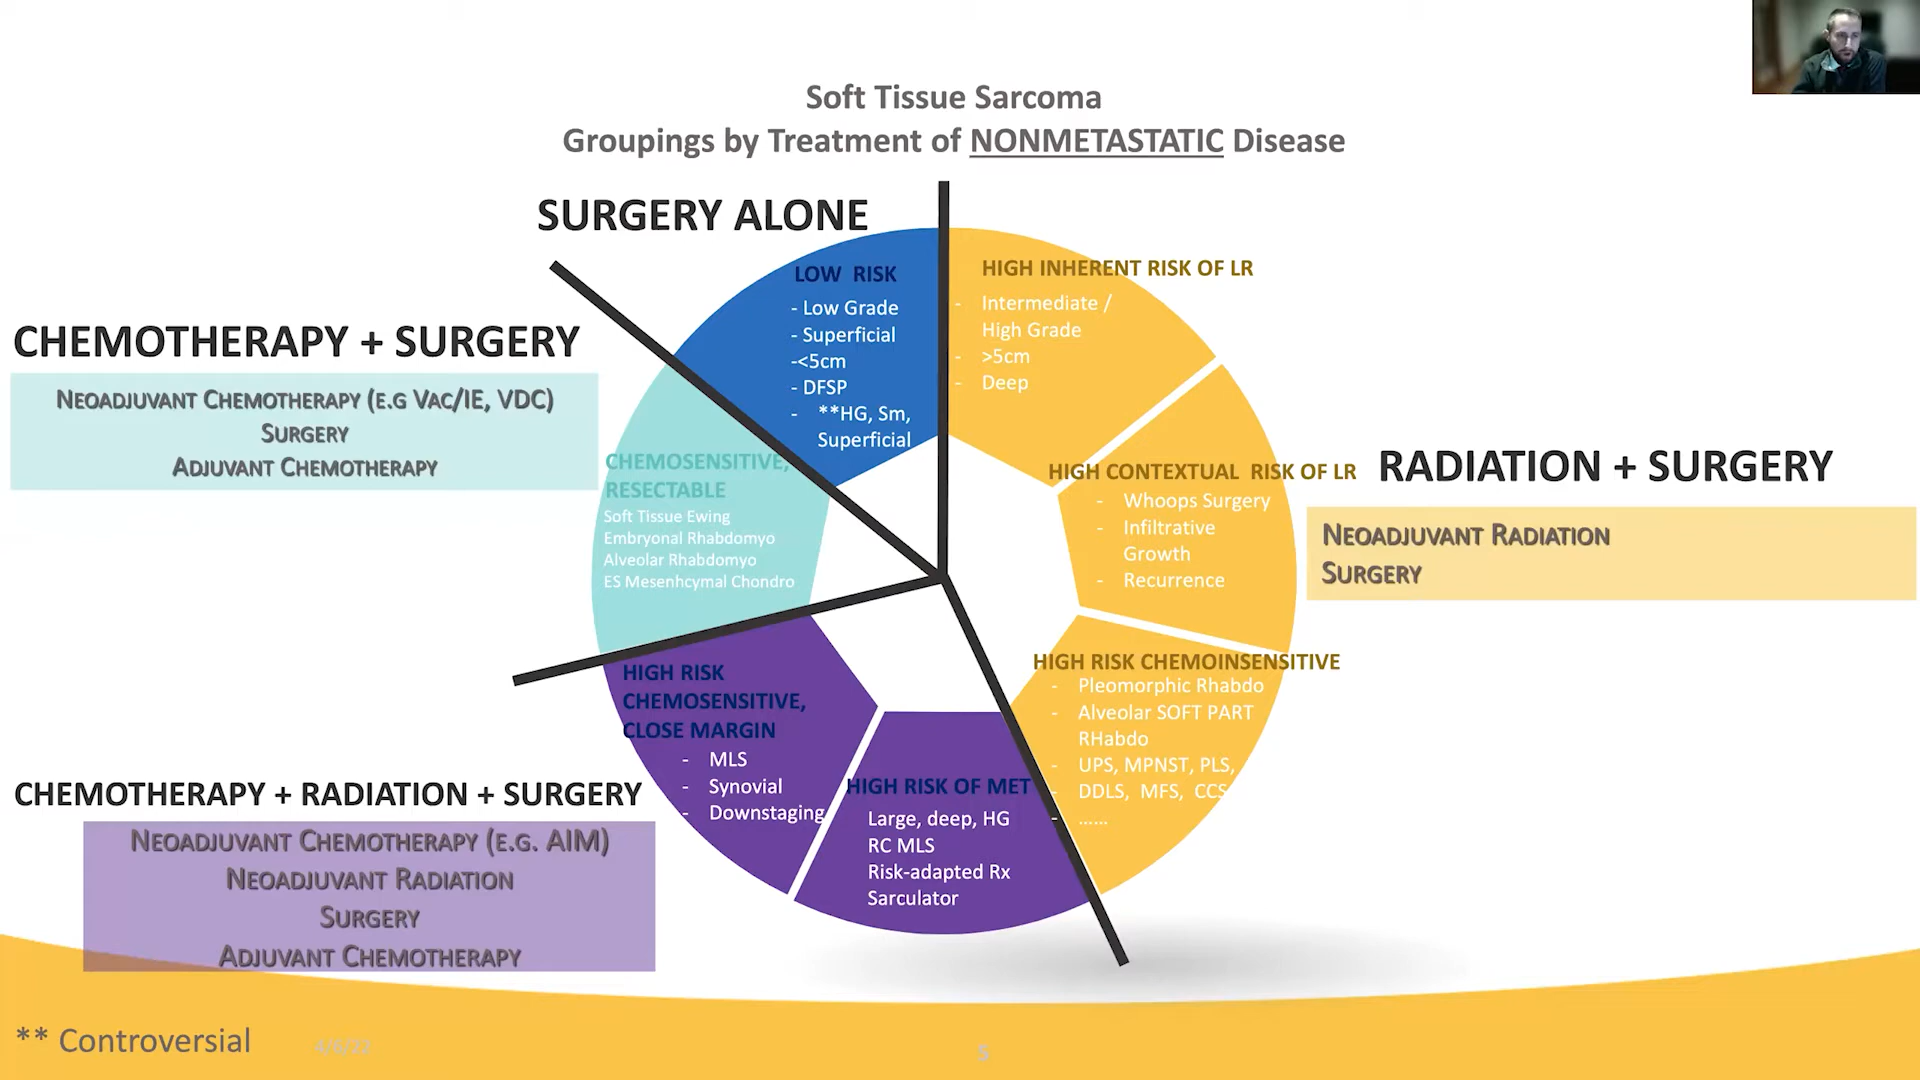 Soft Tissue Sarcoma
Groupings by Treatment of NONMETASTATIC Disease
SURGERY ALONE
LOW RISK
- Low Grade
- Superficial
-<5cm
- DFSP
- **HG, Sm,
Superficial
HIGH INHERENT RISK OF LR
- Intermediate /
High Grade
- >5cm
- Deep
CHEMOTHERAPY + SURGERY
NEOADJUVANT CHEMOTHERAPY (E.G VAC/IE, VDC)
SURGERY
ADJUVANT CHEMOTHERAPY
CHEMOSENSITIVE,
RESECTABLE
Soft Tissue Ewing
Embryonal Rhabdomyo
Alveolar Rhabdomyo
ES Mesenhcymal Chondro
HIGH CONTEXTUAL RISK OF LR
- Whoops Surgery
- Infiltrative
Growth
- Recurrence
RADIATION + SURGERY
NEOADJUVANT RADIATION
SURGERY
HIGH RISK CHEMOINSENSITIVE
- Pleomorphic Rhabdo
- Alveolar SOFT PART
RHabdo
- UPS, MPNST, PLS,
- DDLS, MFS, CCS
- ......
HIGH RISK
CHEMOSENSITIVE,
CLOSE MARGIN
- MLS
- Synovial
- Downstaging
HIGH RISK OF MET
Large, deep, HG
RC MLS
Risk-adapted Rx
Sarculator
CHEMOTHERAPY + RADIATION + SURGERY
NEOADJUVANT CHEMOTHERAPY (E.G. AIM)
NEOADJUVANT RADIATION
SURGERY
ADJUVANT CHEMOTHERAPY
** Controversial
4/6/22
5